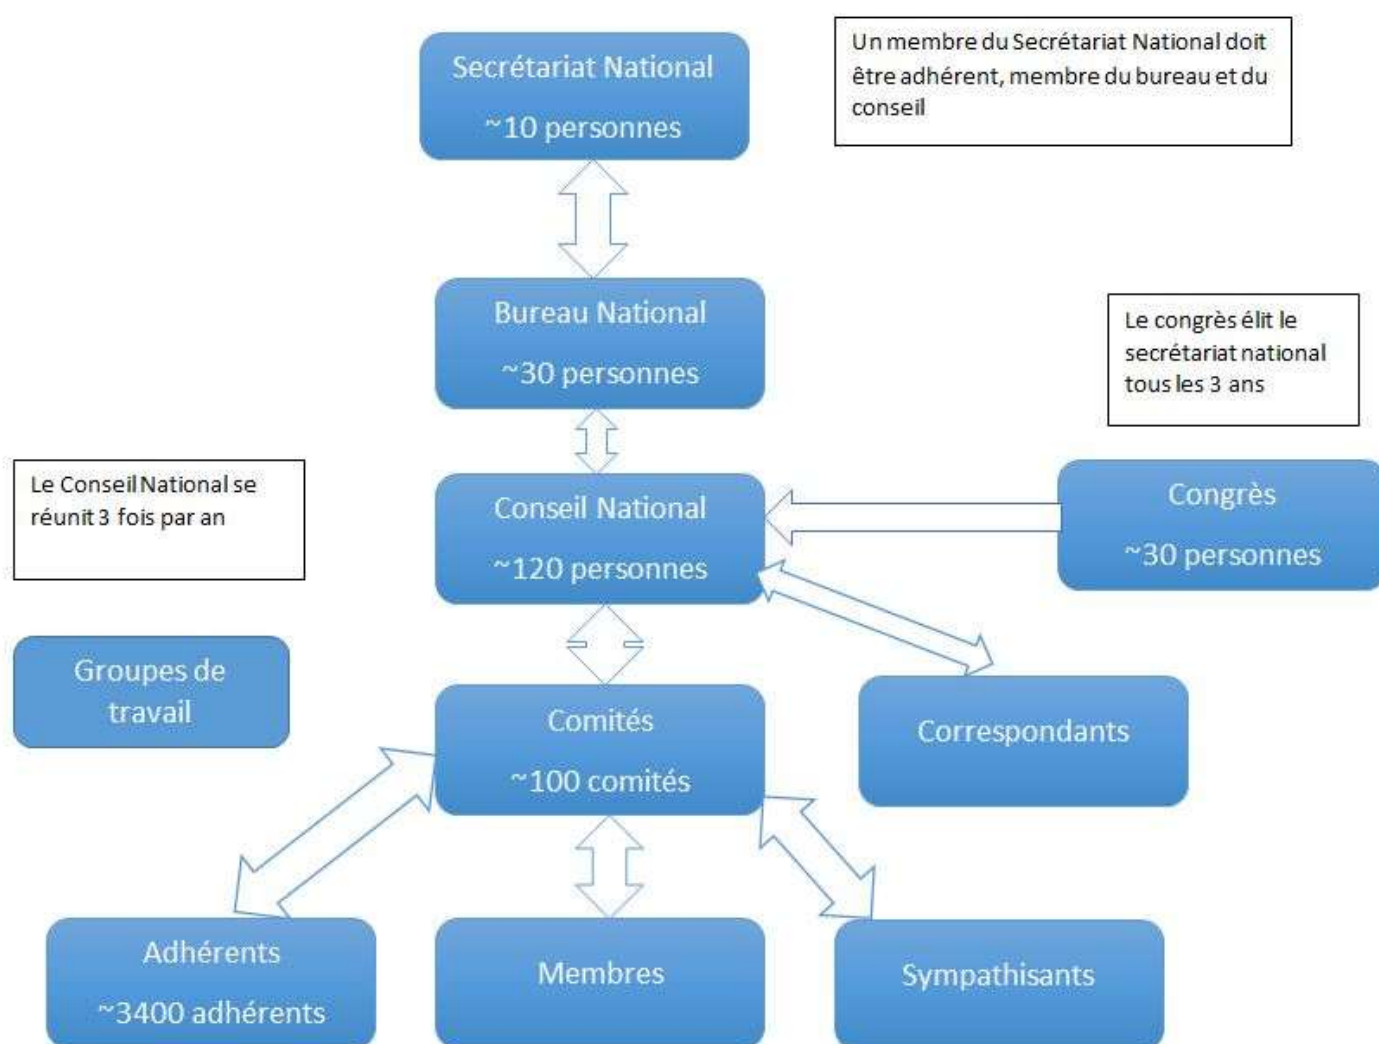 Secrétariat National
~10 personnes
Un membre du Secrétariat National doit
être adhérent, membre du bureau et du
conseil
Bureau National
~30 personnes
Le congrès élit le
secrétariat national
tous les 3 ans
Le Conseil National se
réunit 3 fois par an
Conseil National
~120 personnes
Congrès
~30 personnes
Groupes de
travail
Comités
~100 comités
Correspondants
Adhérents
~3400 adhérents
Membres
Sympathisants